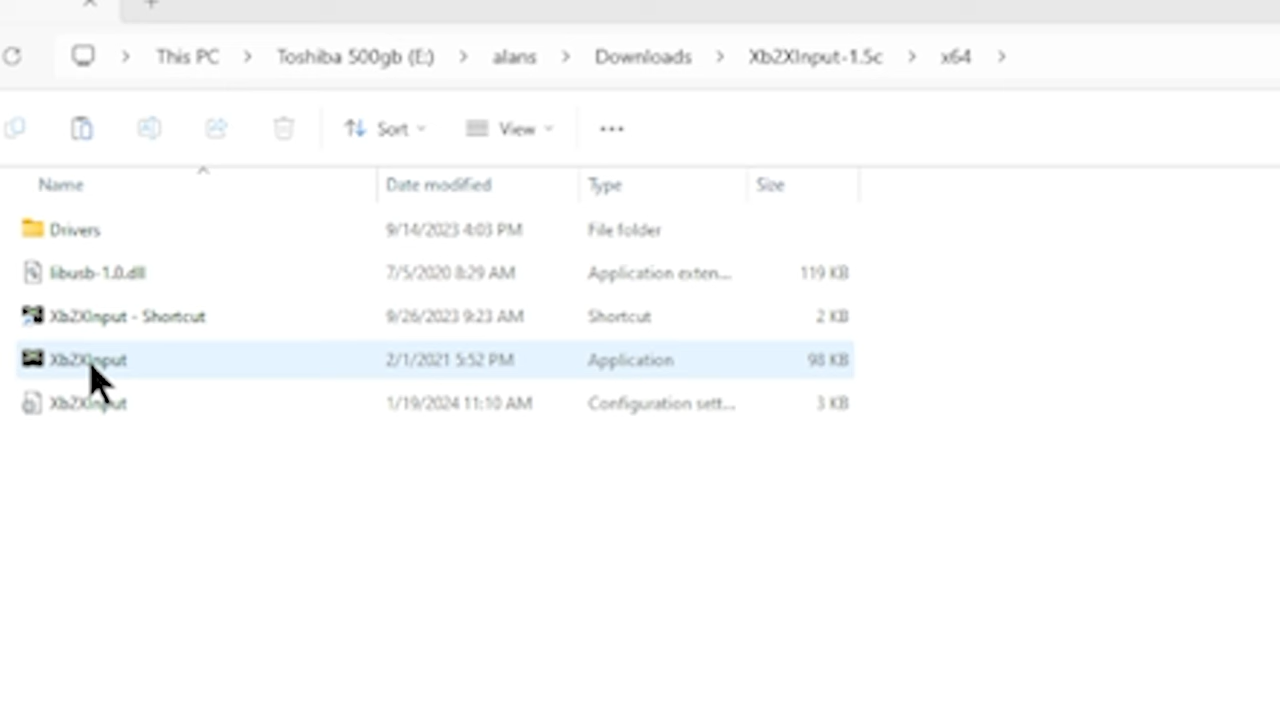 This PC > Toshiba 500gb (E:) > alans > Downloads > Xb2XInput-1.5c > x64 >
Sort View ...
Name Date modified Type Size
Drivers 9/14/2023 4:03 PM File folder
libusb-1.0.dll 7/5/2020 8:29 AM Application exten... 119 KB
Xb2XInput - Shortcut 9/26/2023 9:23 AM Shortcut 2 KB
Xb2XInput 2/1/2021 5:52 PM Application 98 KB
Xb2XInput 1/19/2024 11:10 AM Configuration sett... 3 KB